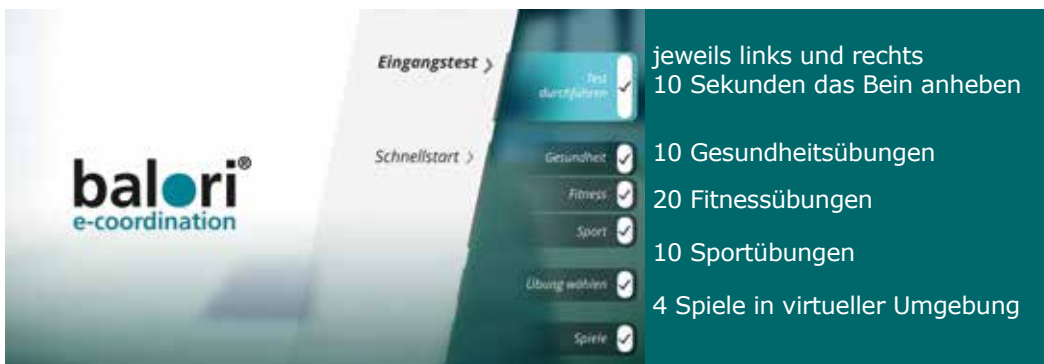 balori®
e-coordination
Eingangstest >
Test
durchführen
Schnellstart >
Gesundheit
Fitness
Sport
Übung wählen
Spiele
jeweils links und rechts
10 Sekunden das Bein anheben
10 Gesundheitsübungen
20 Fitnessübungen
10 Sportübungen
4 Spiele in virtueller Umgebung